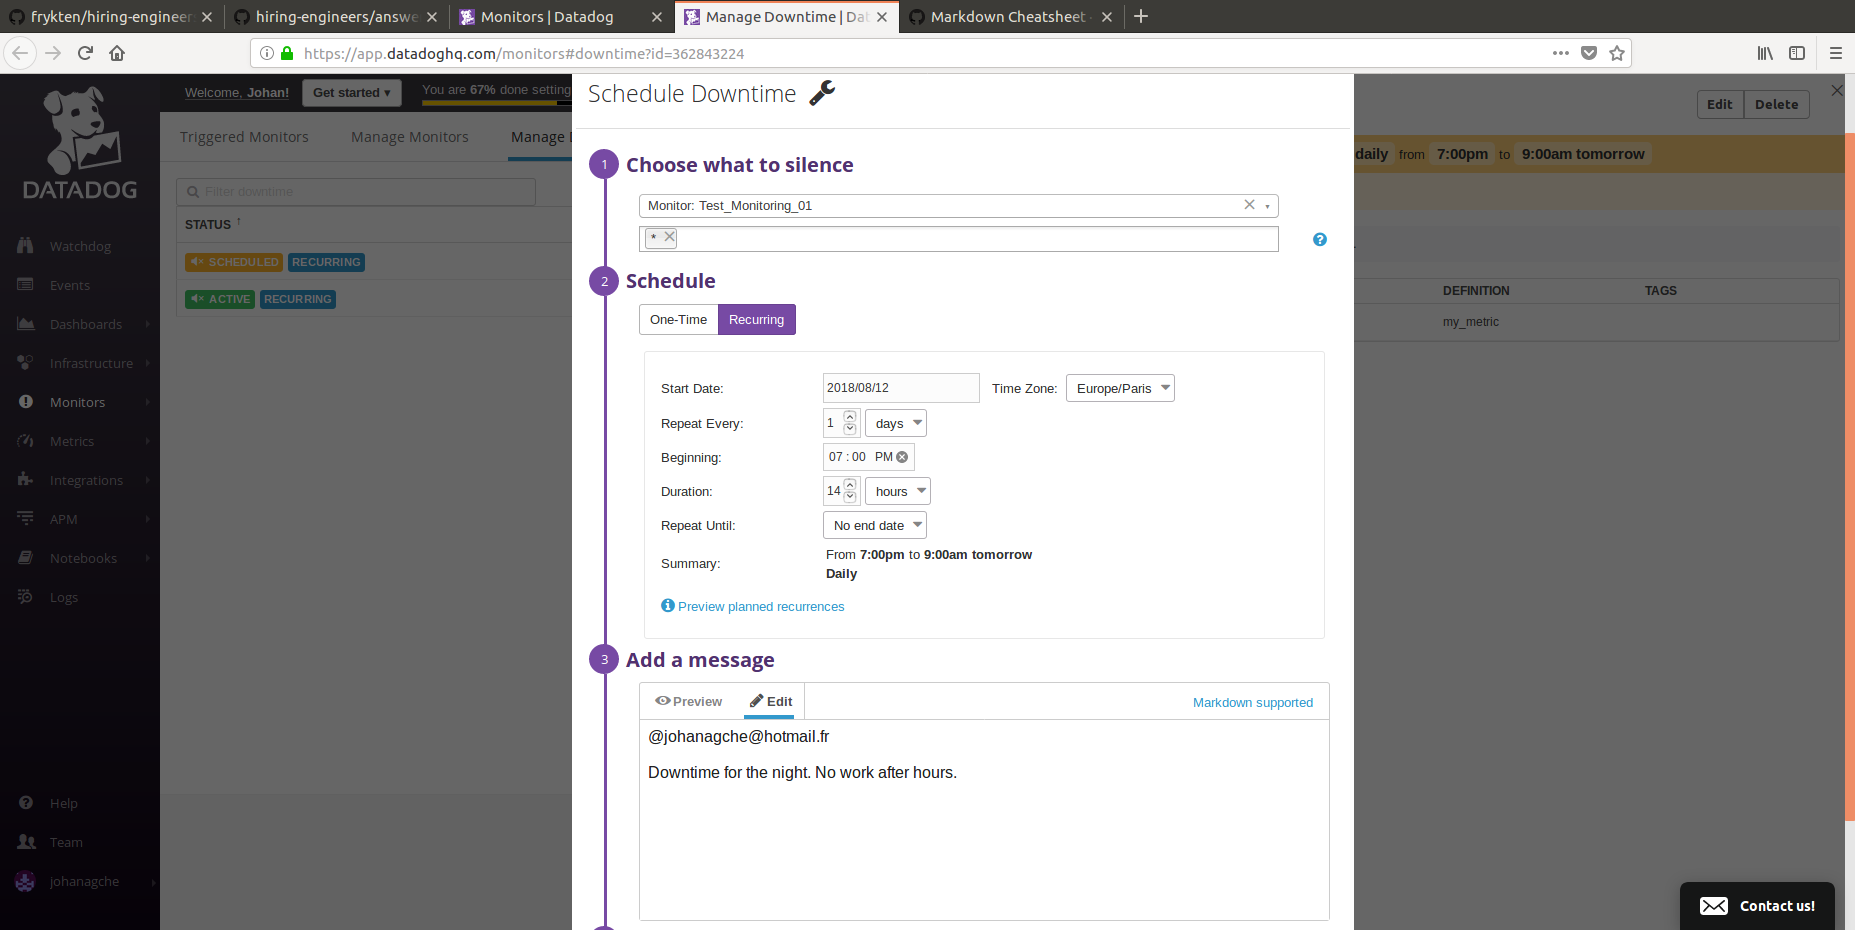 frykten/hiring-engineer
hiring-engineers/answe
Monitors | Datadog
Manage Downtime | Dat
Markdown Cheatsheet
https://app.datadoghq.com/monitors#downtime?id=362843224
DATADOG
Watchdog
Events
Dashboards
Infrastructure
Monitors
Metrics
Integrations
APM
Notebooks
Logs
Help
Team
johanagche
Welcome, Johan!
Get started ▾
You are 67% done setting
Triggered Monitors
Manage Monitors
Manage
Filter downtime
STATUS ↑
SCHEDULED RECURRING
ACTIVE RECURRING
Schedule Downtime
1 Choose what to silence
Monitor: Test_Monitoring_01
*
2 Schedule
One-Time Recurring
Start Date: 2018/08/12 Time Zone: Europe/Paris
Repeat Every: 1 days
Beginning: 07 : 00 PM
Duration: 14 hours
Repeat Until: No end date
Summary: From 7:00pm to 9:00am tomorrow
Daily
Preview planned recurrences
3 Add a message
Preview Edit Markdown supported
@johanagche@hotmail.fr
Downtime for the night. No work after hours.
Edit Delete
daily from 7:00pm to 9:00am tomorrow
DEFINITION TAGS
my_metric
Contact us!